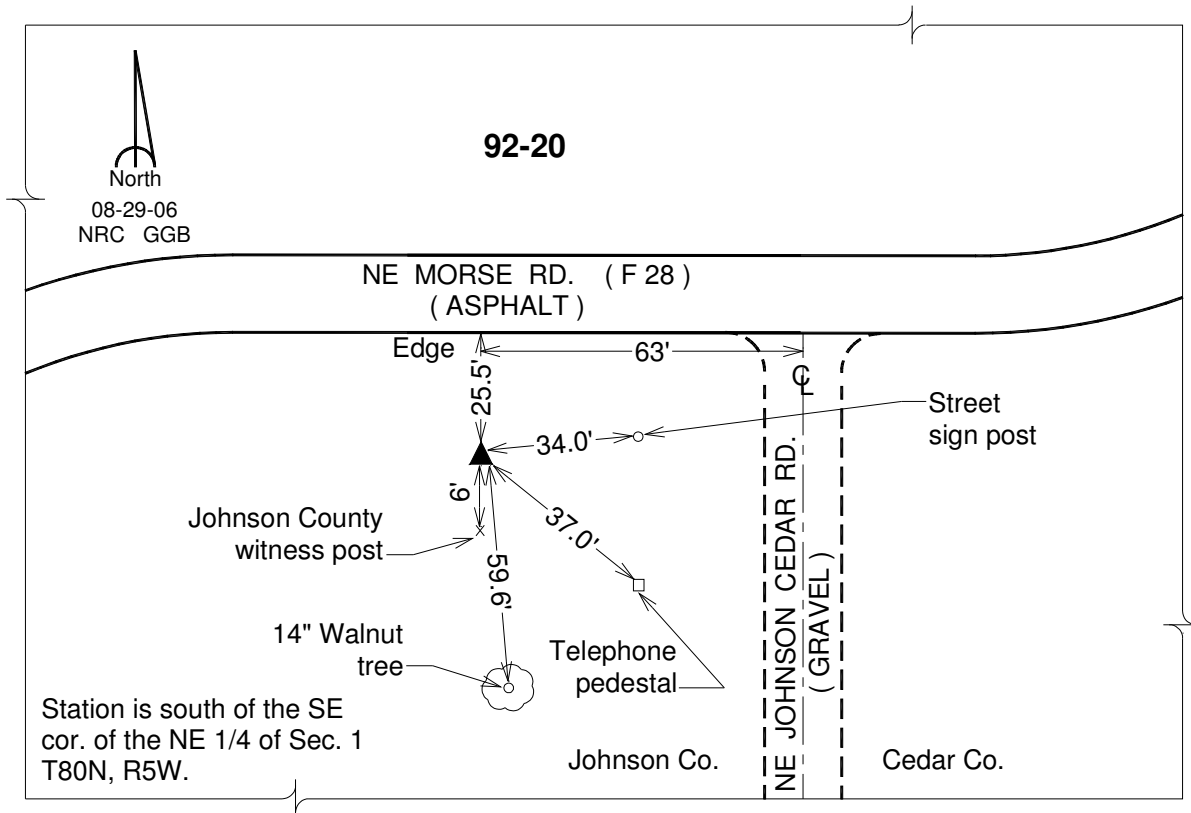 92-20
North
08-29-06
NRC GGB
NE MORSE RD. ( F 28 )
( ASPHALT )
Edge
63'
25.5'
CL
Street
sign post
34.0'
6'
Johnson County
witness post
37.0'
59.6'
14" Walnut
tree
Telephone
pedestal
NE JOHNSON CEDAR RD.
( GRAVEL )
Station is south of the SE
cor. of the NE 1/4 of Sec. 1
T80N, R5W.
Johnson Co.
Cedar Co.